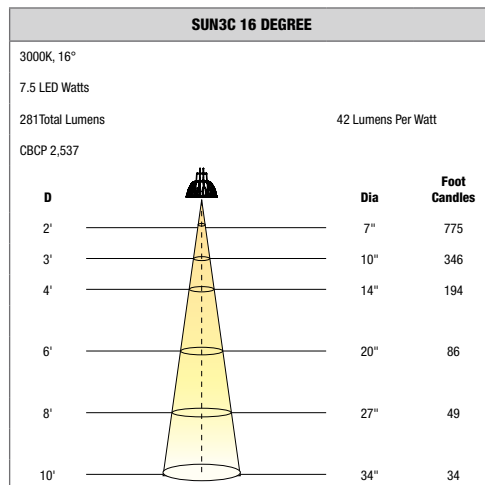 SUN3C 16 DEGREE
3000K, 16°
7.5 LED Watts
281Total Lumens 42 Lumens Per Watt
CBCP 2,537
D Dia Foot Candles
2' 7" 775
3' 10" 346
4' 14" 194
6' 20" 86
8' 27" 49
10' 34" 34